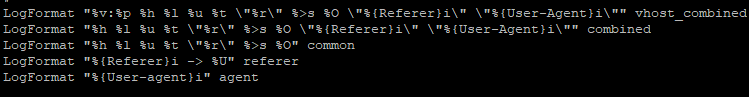 LogFormat "%v:%p %h %l %u %t \"%r\" %>s %O \"%{Referer}i\" \"%{User-Agent}i\"" vhost_combined
LogFormat "%h %l %u %t \"%r\" %>s %O \"%{Referer}i\" \"%{User-Agent}i\"" combined
LogFormat "%h %l %u %t \"%r\" %>s %O" common
LogFormat "%{Referer}i -> %U" referer
LogFormat "%{User-agent}i" agent